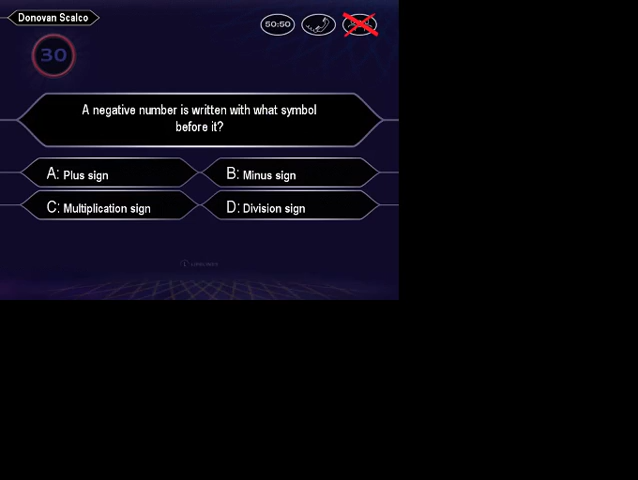 Donovan Scalco
50:50
30
A negative number is written with what symbol
before it?
A: Plus sign
B: Minus sign
C: Multiplication sign
D: Division sign